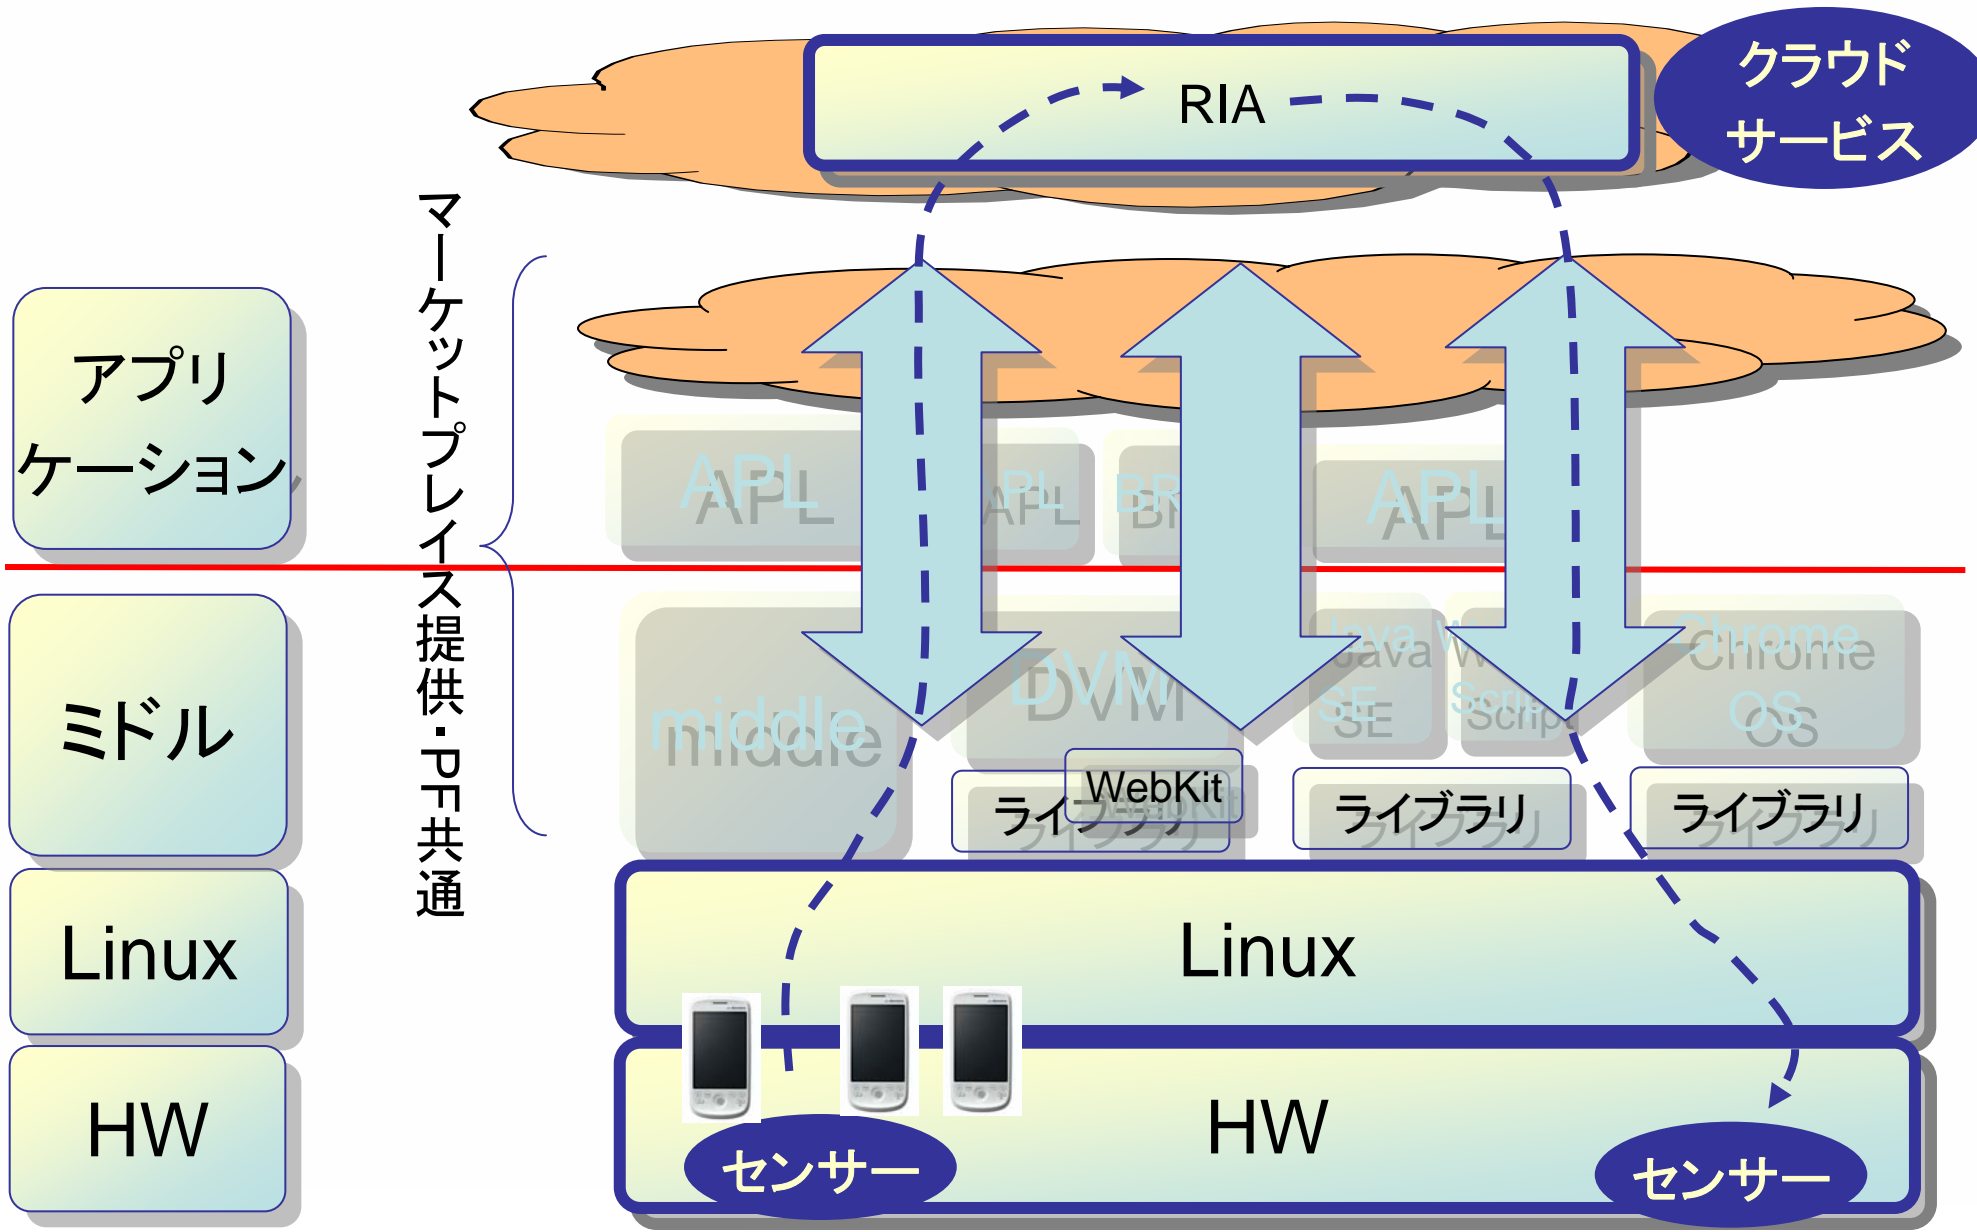 RIA
クラウド
サービス
マーケットプレイス提供・PF共通
アプリ
ケーション
APL
APL
BR
APL
ミドル
middle
DVM
Java
SE
W
Script
Chrome
OS
WebKit
ライブラリ
ライブラリ
ライブラリ
Linux
Linux
HW
HW
センサー
センサー